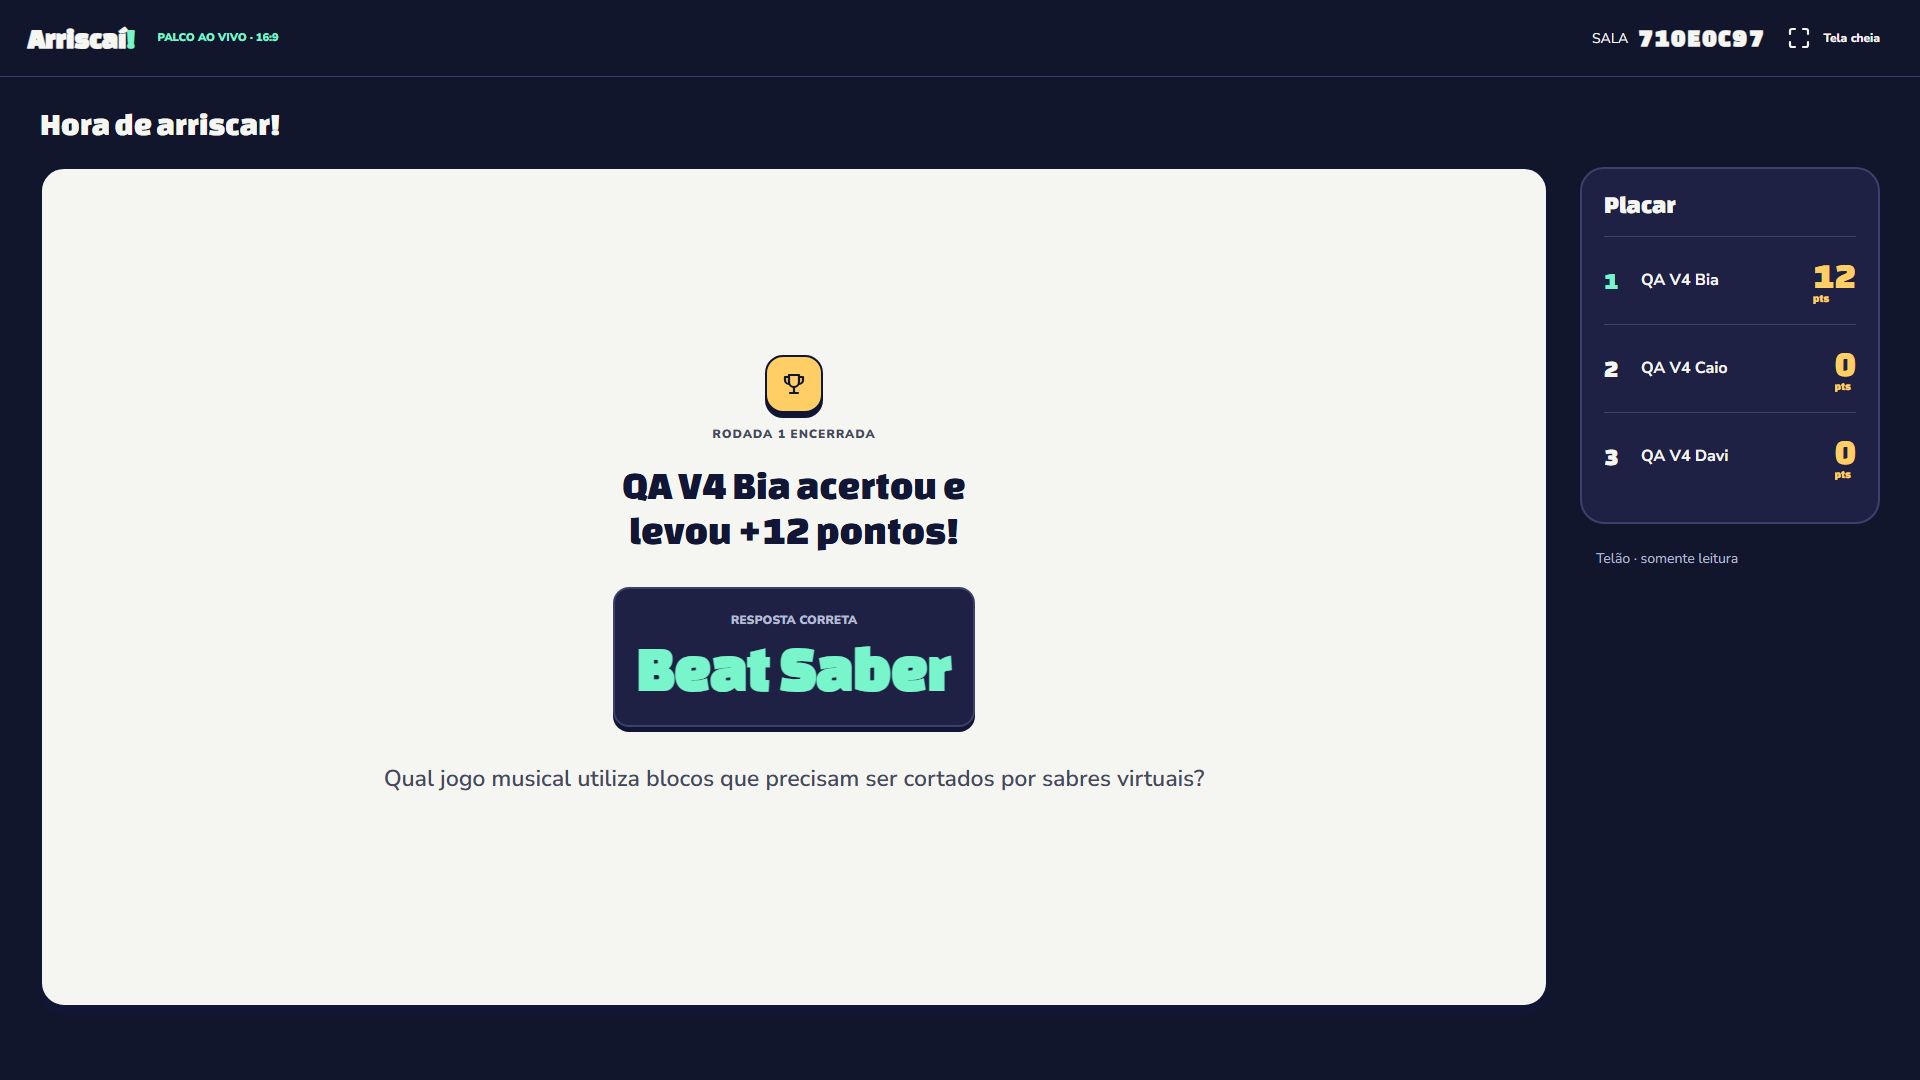 Arriscaí!
PALCO AO VIVO · 16:9
SALA 710E0C97
Tela cheia
Hora de arriscar!
RODADA 1 ENCERRADA
QA V4 Bia acertou e
levou +12 pontos!
RESPOSTA CORRETA
Beat Saber
Qual jogo musical utiliza blocos que precisam ser cortados por sabres virtuais?
Placar
1 QA V4 Bia 12
pts
2 QA V4 Caio 0
pts
3 QA V4 Davi 0
pts
Telão · somente leitura